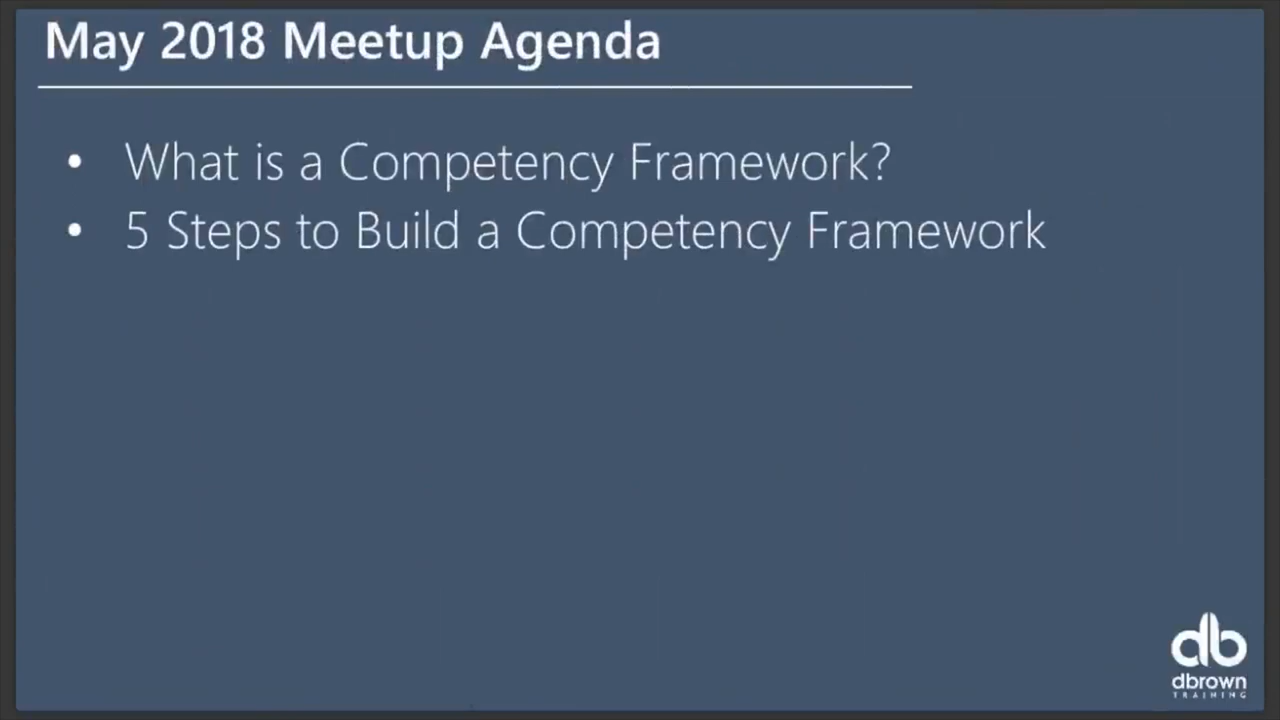 May 2018 Meetup Agenda
• What is a Competency Framework?
• 5 Steps to Build a Competency Framework
db
dbrown
TRAINING